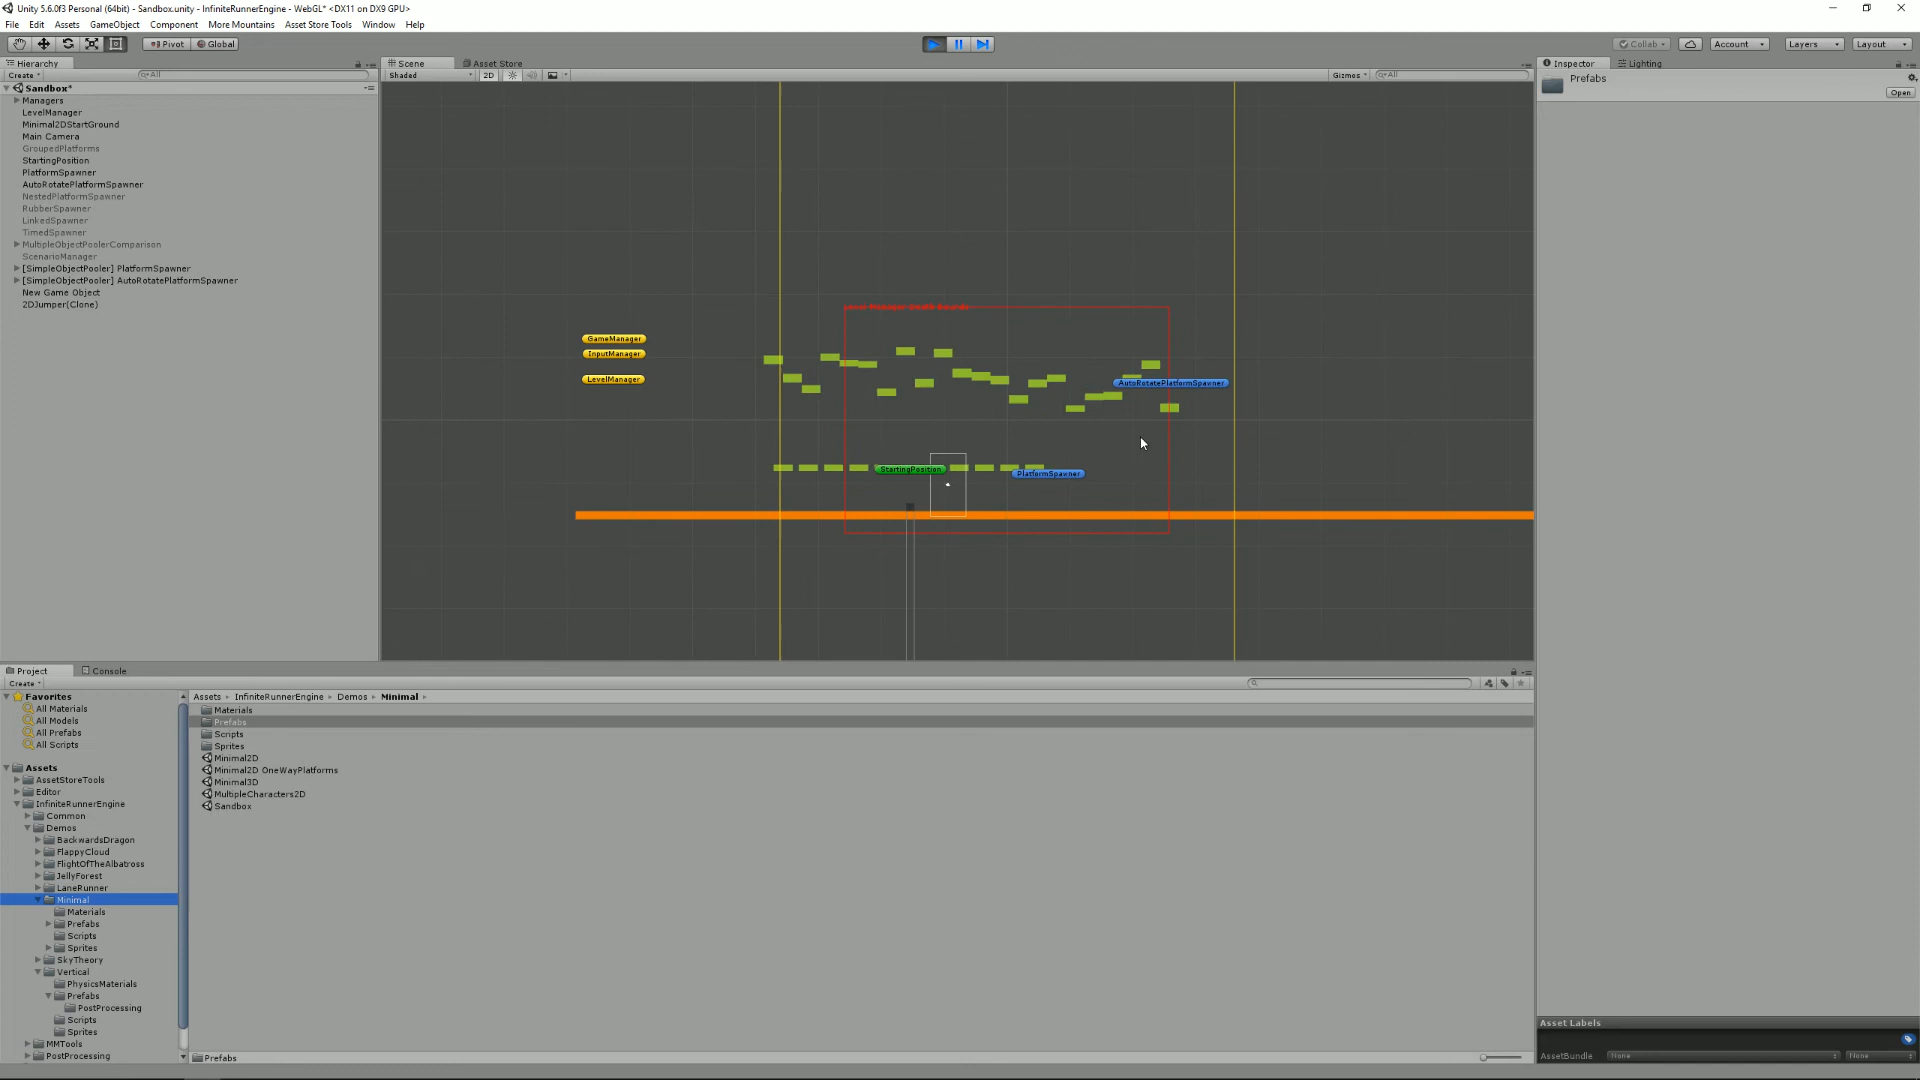 Unity 5.6.0f3 Personal (64bit) - Sandbox.unity - InfiniteRunnerEngine - WebGL* <DX11 on DX9 GPU>
File Edit Assets GameObject Component More Mountains Asset Store Tools Window Help
Pivot Global Collab Account Layers Layout
Hierarchy
Create All
Sandbox*
Managers
LevelManager
Minimal2DStartGround
Main Camera
GroupedPlatforms
StartingPosition
PlatformSpawner
AutoRotatePlatformSpawner
NestedPlatformSpawner
RubberSpawner
LinkedSpawner
TimedSpawner
MultipleObjectPoolerComparison
ScenarioManager
[SimpleObjectPooler] PlatformSpawner
[SimpleObjectPooler] AutoRotatePlatformSpawner
New Game Object
2DJumper(Clone)
Scene Asset Store
Shaded 2D Gizmos All
Level Manager Death Bounds
GameManager
InputManager
LevelManager
AutoRotatePlatformSpawner
StartingPosition
PlatformSpawner
Inspector Lighting
Prefabs
Open
Project Console
Create
Favorites
All Materials
All Models
All Prefabs
All Scripts
Assets
AssetStoreTools
Editor
InfiniteRunnerEngine
Common
Demos
BackwardsDragon
FlappyCloud
FlightOfTheAlbatross
JellyForest
LaneRunner
Minimal
Materials
Prefabs
Scripts
Sprites
SkyTheory
Vertical
PhysicsMaterials
Prefabs
PostProcessing
Scripts
Sprites
MMTools
PostProcessing
Assets InfiniteRunnerEngine Demos Minimal
Materials
Prefabs
Scripts
Sprites
Minimal2D
Minimal2D OneWayPlatforms
Minimal3D
MultipleCharacters2D
Sandbox
Prefabs
Asset Labels
AssetBundle None None